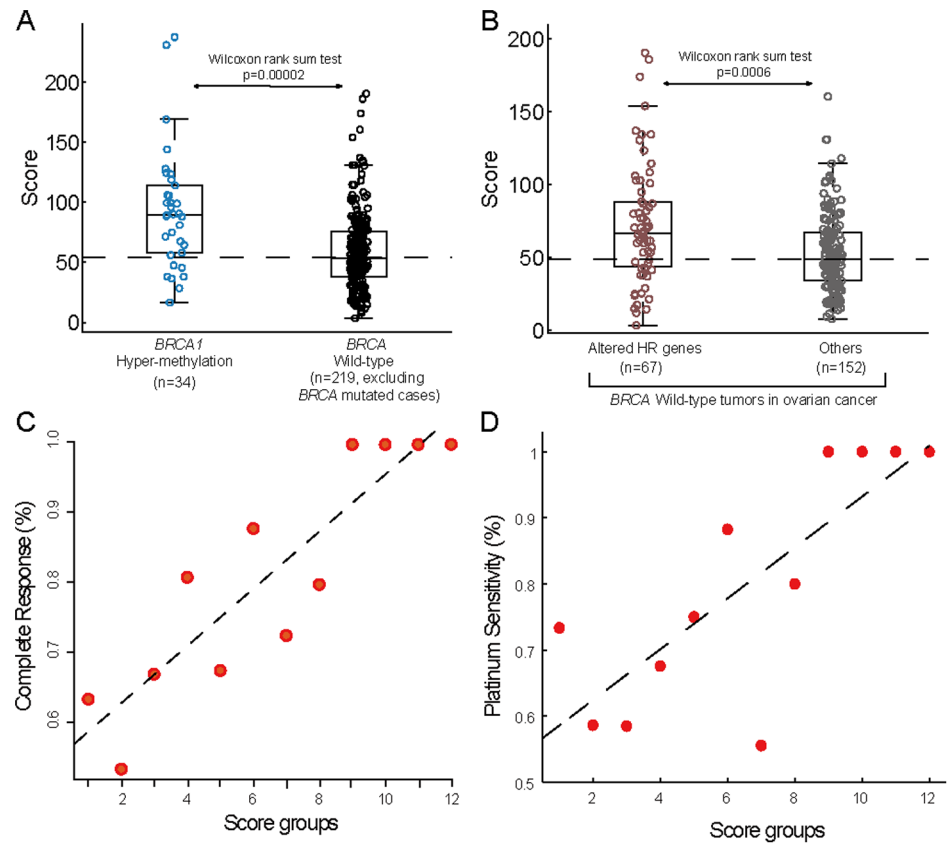 A
Score
200
150
100
50
0
Wilcoxon rank sum test
p=0.00002
BRCA1
Hyper-methylation
(n=34)
BRCA
Wild-type
(n=219, excluding
BRCA mutated cases)
B
Score
200
150
100
50
0
Wilcoxon rank sum test
p=0.0006
Altered HR genes
(n=67)
Others
(n=152)
BRCA Wild-type tumors in ovarian cancer
C
Complete Response (%)
1.0
0.9
0.8
0.7
0.6
2
4
6
8
10
12
Score groups
D
Platinum Sensitivity (%)
1
0.9
0.8
0.7
0.6
0.5
2
4
6
8
10
12
Score groups